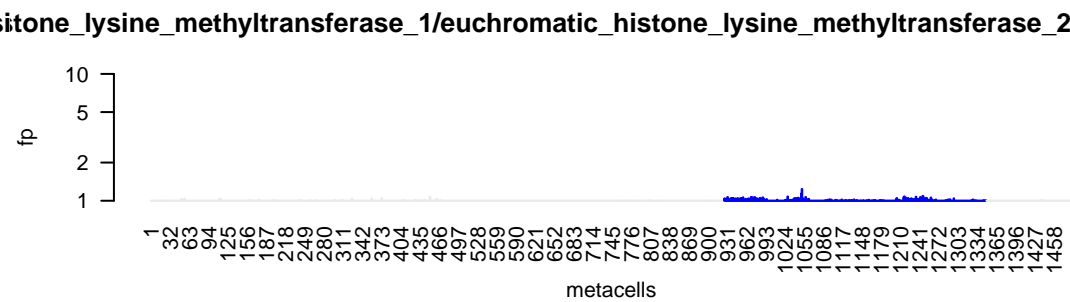 sitone_lysine_methyltransferase_1/euchromatic_histone_lysine_methyltransferase_2
10
5
2
1
fp
1 32 63 94 125 156 187 218 249 280 311 342 373 404 435 466 497 528 559 590 621 652 683 714 745 776 807 838 869 900 931 962 993 1024 1055 1086 1117 1148 1179 1210 1241 1272 1303 1334 1365 1396 1427 1458
metacells